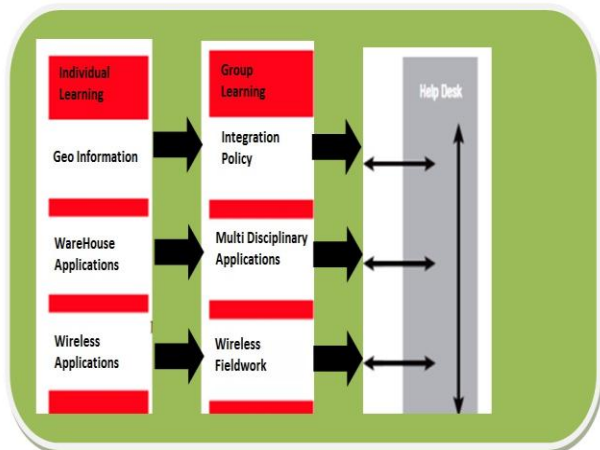 Individual
Learning
Geo Information
WareHouse
Applications
Wireless
Applications
Group
Learning
Integration
Policy
Multi Disciplinary
Applications
Wireless
Fieldwork
Help Desk